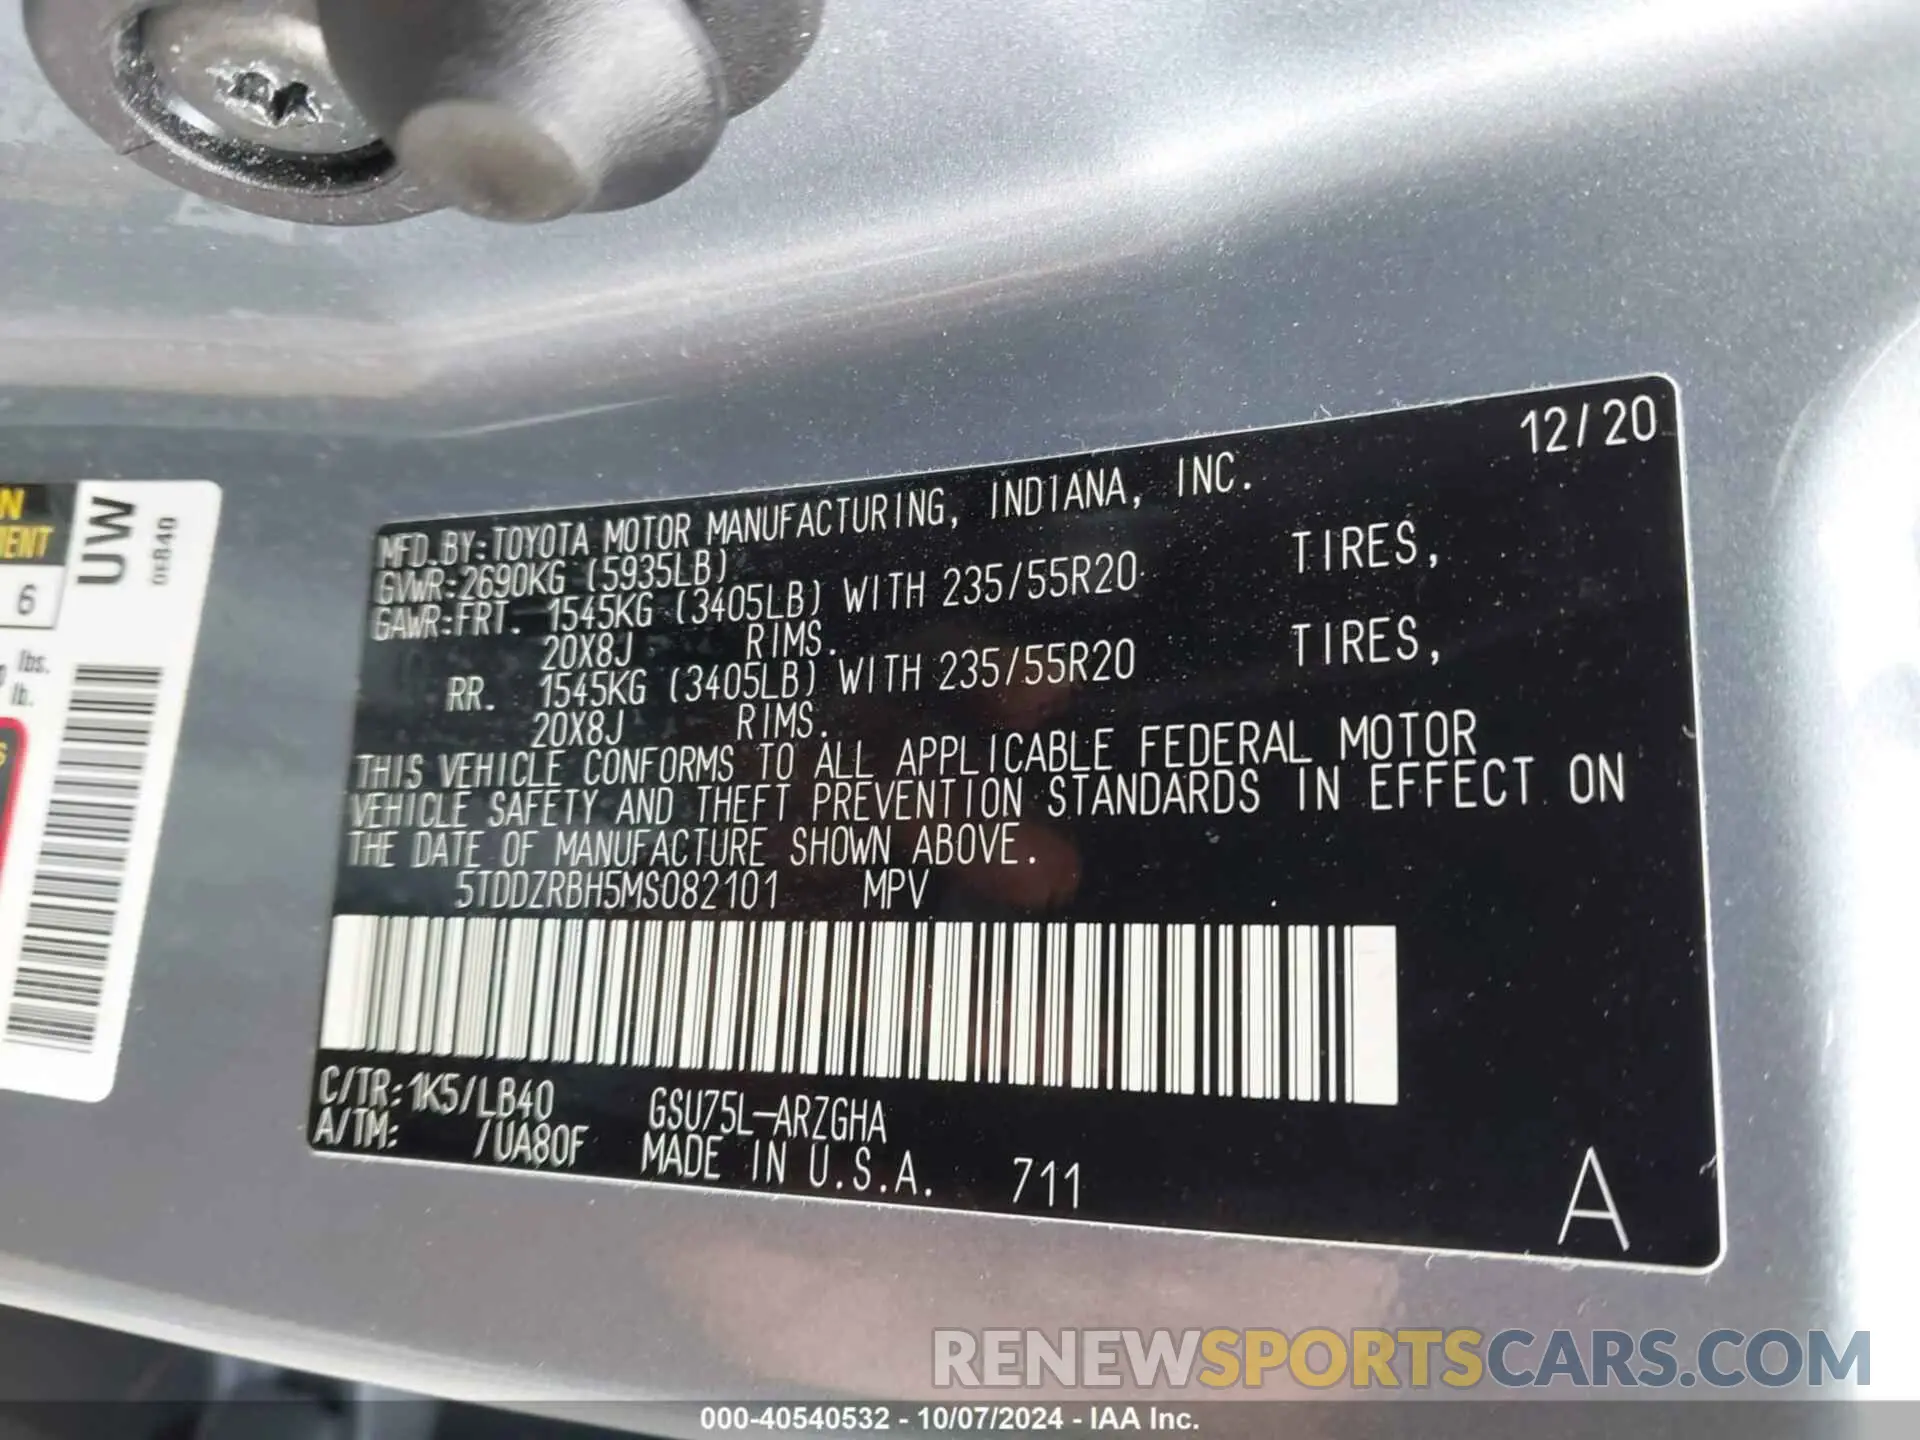 12/20
MFD.BY:TOYOTA MOTOR MANUFACTURING, INDIANA, INC.
GVWR:2690KG (5935LB)
GAWR:FRT. 1545KG (3405LB) WITH 235/55R20 TIRES,
20X8J RIMS.
RR. 1545KG (3405LB) WITH 235/55R20 TIRES,
20X8J RIMS.
THIS VEHICLE CONFORMS TO ALL APPLICABLE FEDERAL MOTOR
VEHICLE SAFETY AND THEFT PREVENTION STANDARDS IN EFFECT ON
THE DATE OF MANUFACTURE SHOWN ABOVE.
5TDDZRBH5MS082101 MPV
C/TR:1K5/LB40 GSU75L-ARZGHA
A/TM: /UA80F MADE IN U.S.A. 711
A
UW
0EB40
6
lbs.
lb.
RENEWSPORTSCARS.COM
000-40540532 - 10/07/2024 - IAA Inc.